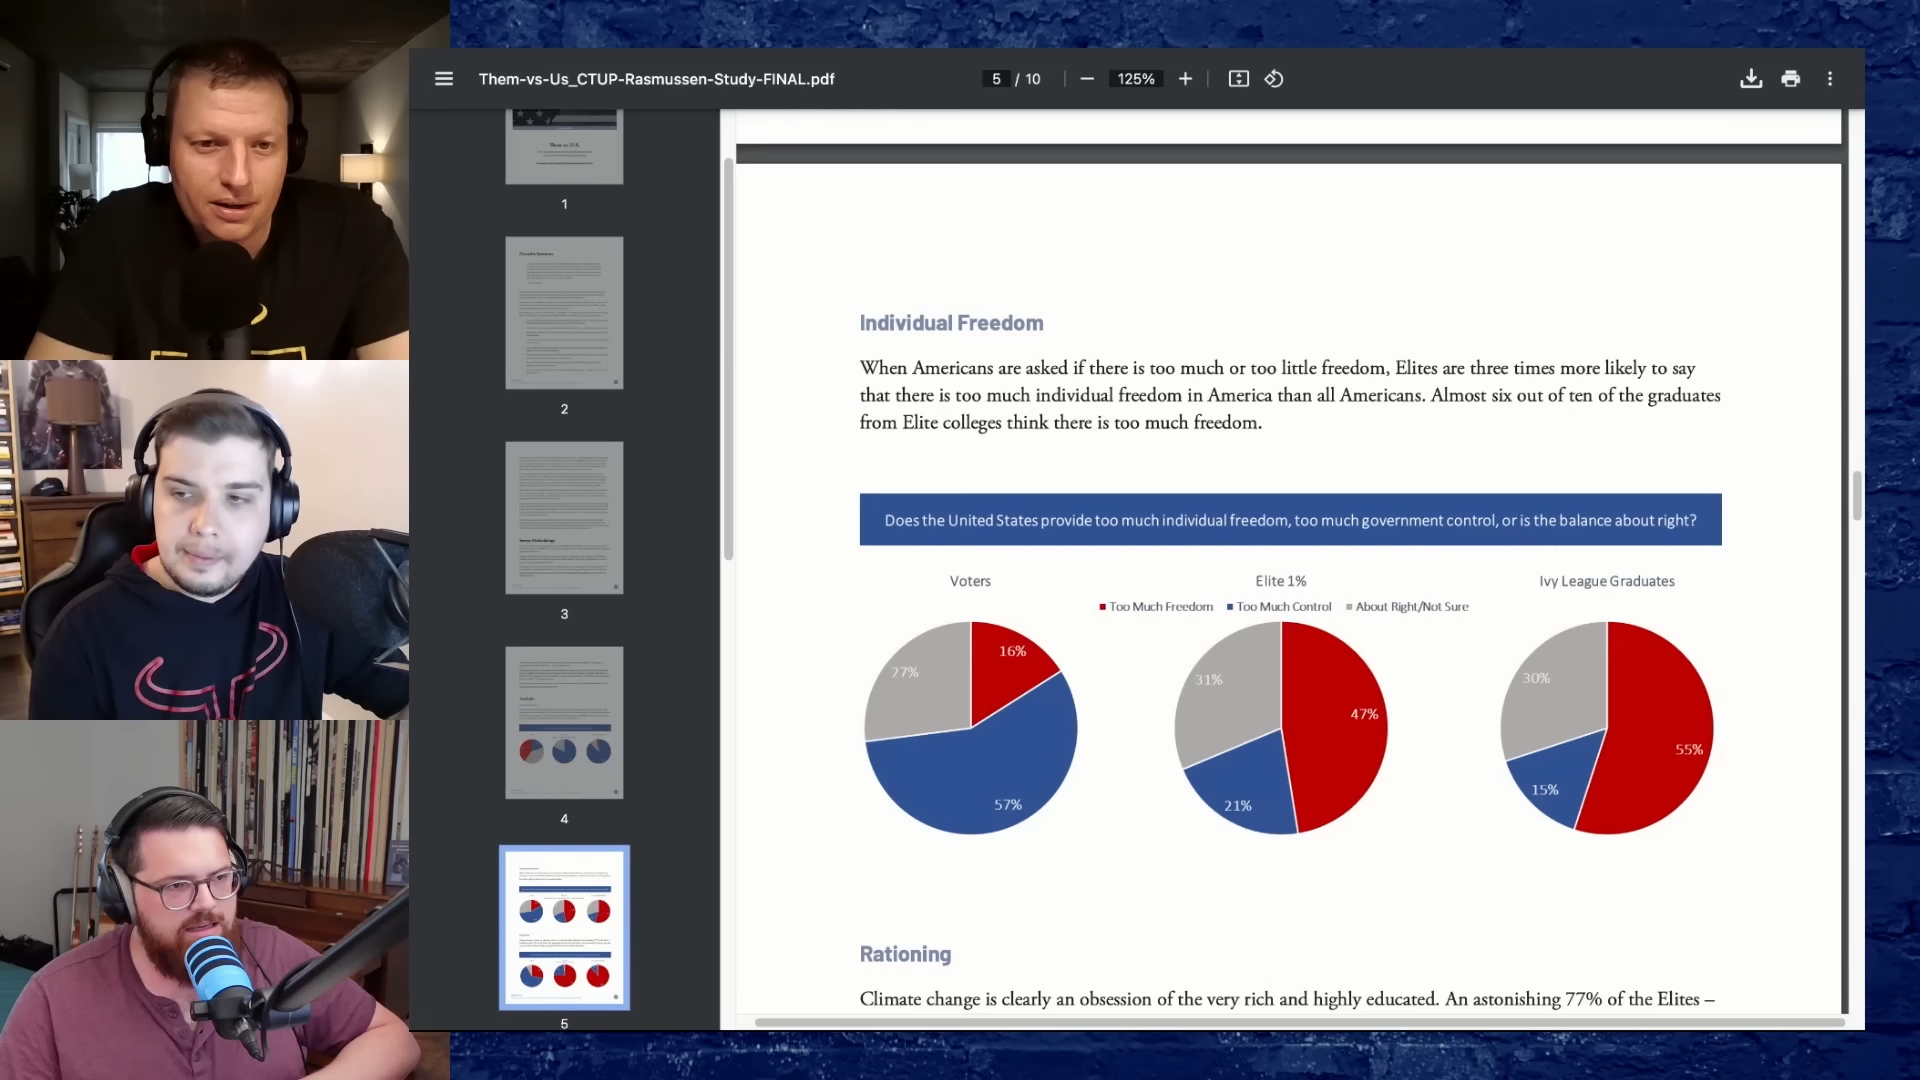 Them-vs-Us_CTUP-Rasmussen-Study-FINAL.pdf
5 / 10
125%
1
2
3
4
5
Individual Freedom
When Americans are asked if there is too much or too little freedom, Elites are three times more likely to say
that there is too much individual freedom in America than all Americans. Almost six out of ten of the graduates
from Elite colleges think there is too much freedom.
Does the United States provide too much individual freedom, too much government control, or is the balance about right?
Voters
Elite 1%
Ivy League Graduates
Too Much Freedom
Too Much Control
About Right/Not Sure
16%
27%
57%
31%
47%
21%
30%
55%
15%
Rationing
Climate change is clearly an obsession of the very rich and highly educated. An astonishing 77% of the Elites –